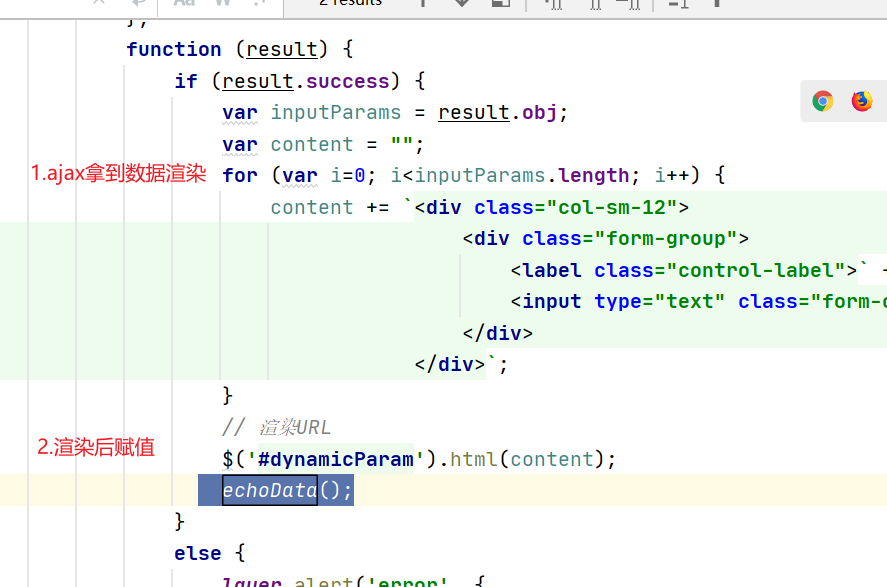 2 results
};
function (result) {
if (result.success) {
var inputParams = result.obj;
var content = "";
1.ajax拿到数据渲染
for (var i=0; i<inputParams.length; i++) {
content += `<div class="col-sm-12">
<div class="form-group">
<label class="control-label">`
<input type="text" class="form-
</div>
</div>`;
}
// 渲染URL
2.渲染后赋值
$('#dynamicParam').html(content);
echoData();
}
else {
layer.alert('error', {